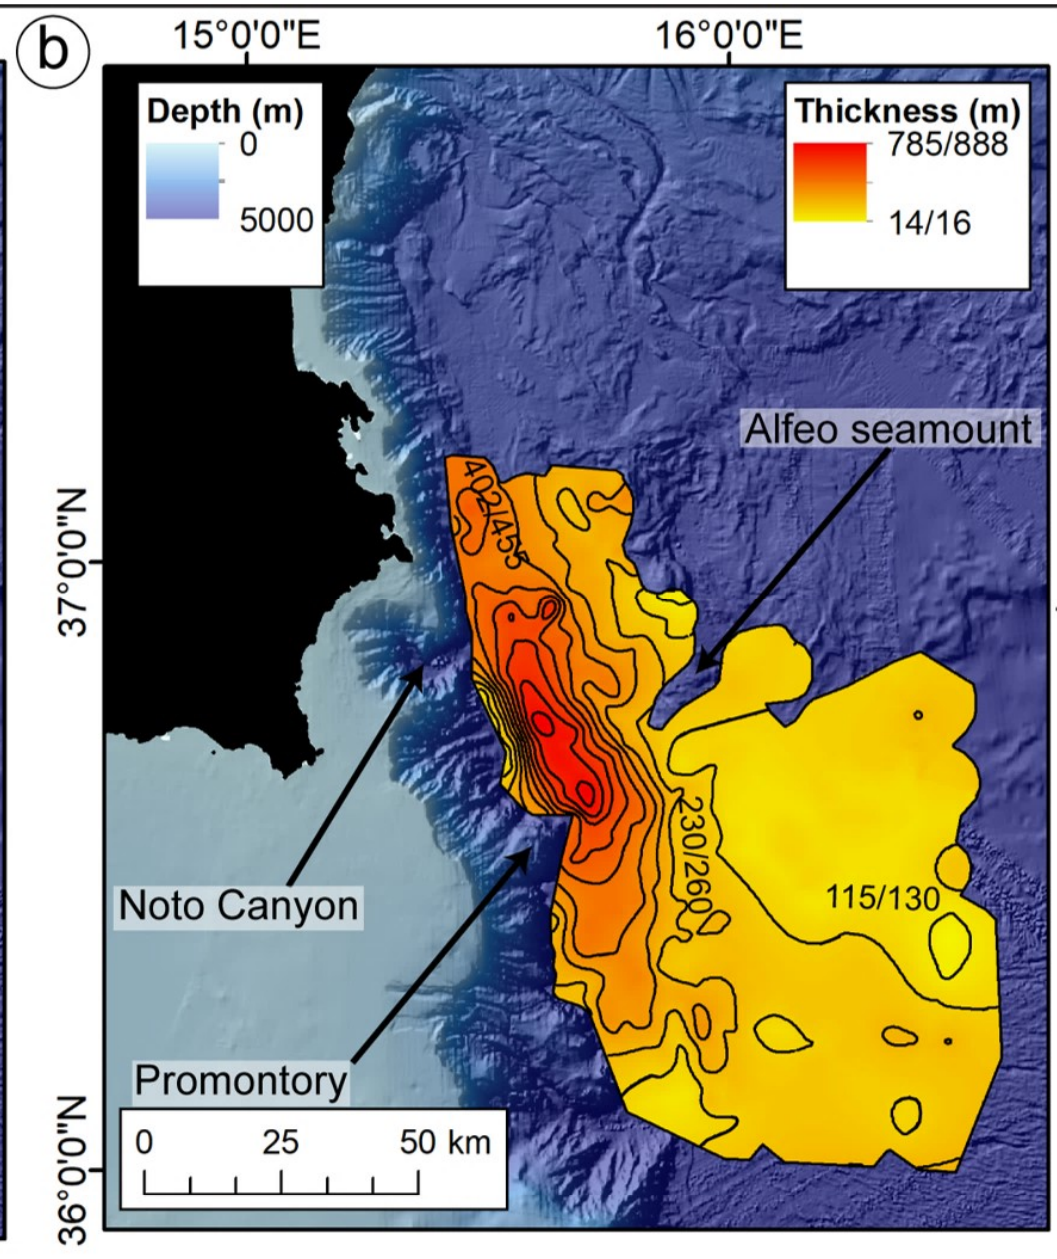 b
15°0'0"E
16°0'0"E
Depth (m)
0
5000
Thickness (m)
785/888
14/16
Alfeo seamount
402/455
37°0'0"N
230/260
115/130
Noto Canyon
Promontory
0 25 50 km
36°0'0"N